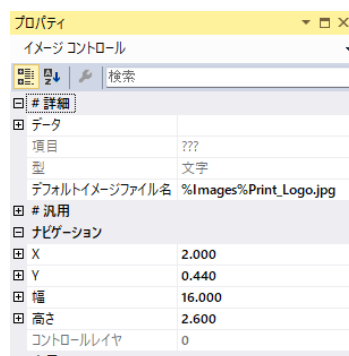 プロパティ
イメージ コントロール
検索
# 詳細
データ
項目 ???
型 文字
デフォルトイメージファイル名 %Images%Print_Logo.jpg
# 汎用
ナビゲーション
X 2.000
Y 0.440
幅 16.000
高さ 2.600
コントロールレイヤ 0